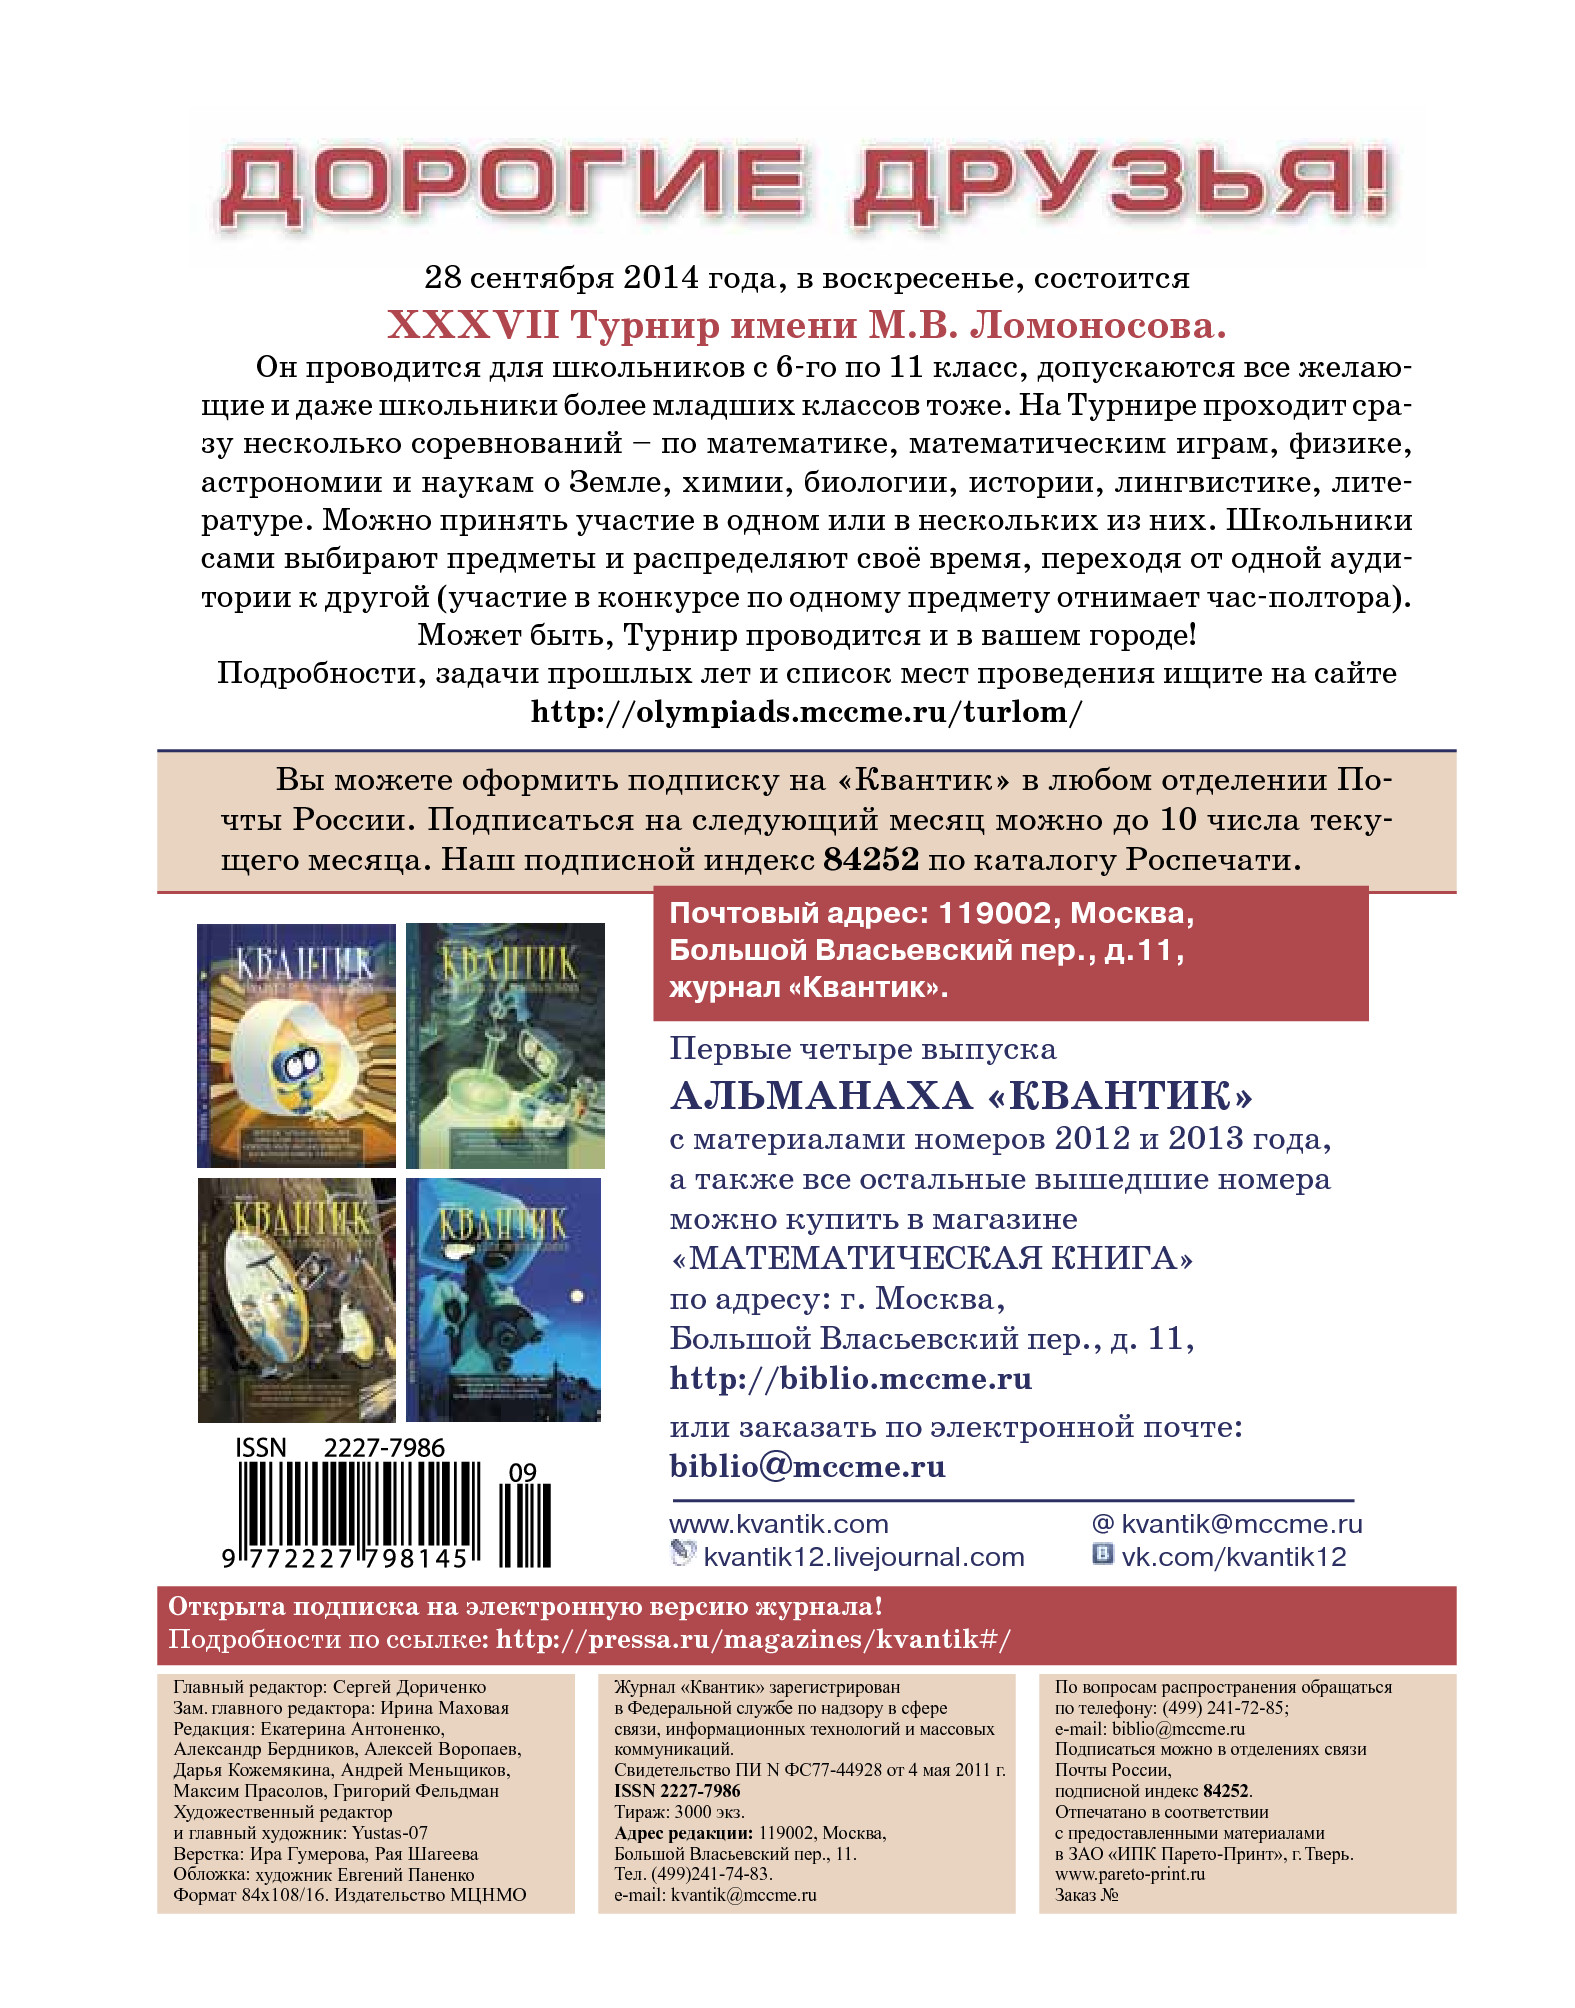 ДОРОГИЕ ДРУЗЬЯ!
28 сентября 2014 года, в воскресенье, состоится
XXXVII Турнир имени М.В. Ломоносова.
Он проводится для школьников с 6-го по 11 класс, допускаются все желаю-
щие и даже школьники более младших классов тоже. На Турнире проходит сра-
зу несколько соревнований – по математике, математическим играм, физике,
астрономии и наукам о Земле, химии, биологии, истории, лингвистике, лите-
ратуре. Можно принять участие в одном или в нескольких из них. Школьники
сами выбирают предметы и распределяют своё время, переходя от одной ауди-
тории к другой (участие в конкурсе по одному предмету отнимает час-полтора).
Может быть, Турнир проводится и в вашем городе!
Подробности, задачи прошлых лет и список мест проведения ищите на сайте
http://olympiads.mccme.ru/turlom/
Вы можете оформить подписку на «Квантик» в любом отделении По-
чты России. Подписаться на следующий месяц можно до 10 числа теку-
щего месяца. Наш подписной индекс 84252 по каталогу Роспечати.
Почтовый адрес: 119002, Москва,
Большой Власьевский пер., д.11,
журнал «Квантик».
КВАНТИК
КВАНТИК
КВАНТИК
КВАНТИК
Первые четыре выпуска
АЛЬМАНАХА «КВАНТИК»
с материалами номеров 2012 и 2013 года,
а также все остальные вышедшие номера
можно купить в магазине
«МАТЕМАТИЧЕСКАЯ КНИГА»
по адресу: г. Москва,
Большой Власьевский пер., д. 11,
http://biblio.mccme.ru
или заказать по электронной почте:
biblio@mccme.ru
ISSN 2227-7986
09
9 772227 798145
www.kvantik.com
@ kvantik@mccme.ru
kvantik12.livejournal.com
В vk.com/kvantik12
Открыта подписка на электронную версию журнала!
Подробности по ссылке: http://pressa.ru/magazines/kvantik#/
Главный редактор: Сергей Дориченко
Зам. главного редактора: Ирина Маховая
Редакция: Екатерина Антоненко,
Александр Бердников, Алексей Воропаев,
Дарья Кожемякина, Андрей Меньщиков,
Максим Прасолов, Григорий Фельдман
Художественный редактор
и главный художник: Yustas-07
Верстка: Ира Гумерова, Рая Шагеева
Обложка: художник Евгений Паненко
Формат 84х108/16. Издательство МЦНМО
Журнал «Квантик» зарегистрирован
в Федеральной службе по надзору в сфере
связи, информационных технологий и массовых
коммуникаций.
Свидетельство ПИ N ФС77-44928 от 4 мая 2011 г.
ISSN 2227-7986
Тираж: 3000 экз.
Адрес редакции: 119002, Москва,
Большой Власьевский пер., 11.
Тел. (499)241-74-83.
e-mail: kvantik@mccme.ru
По вопросам распространения обращаться
по телефону: (499) 241-72-85;
e-mail: biblio@mccme.ru
Подписаться можно в отделениях связи
Почты России,
подписной индекс 84252.
Отпечатано в соответствии
с предоставленными материалами
в ЗАО «ИПК Парето-Принт», г. Тверь.
www.pareto-print.ru
Заказ №